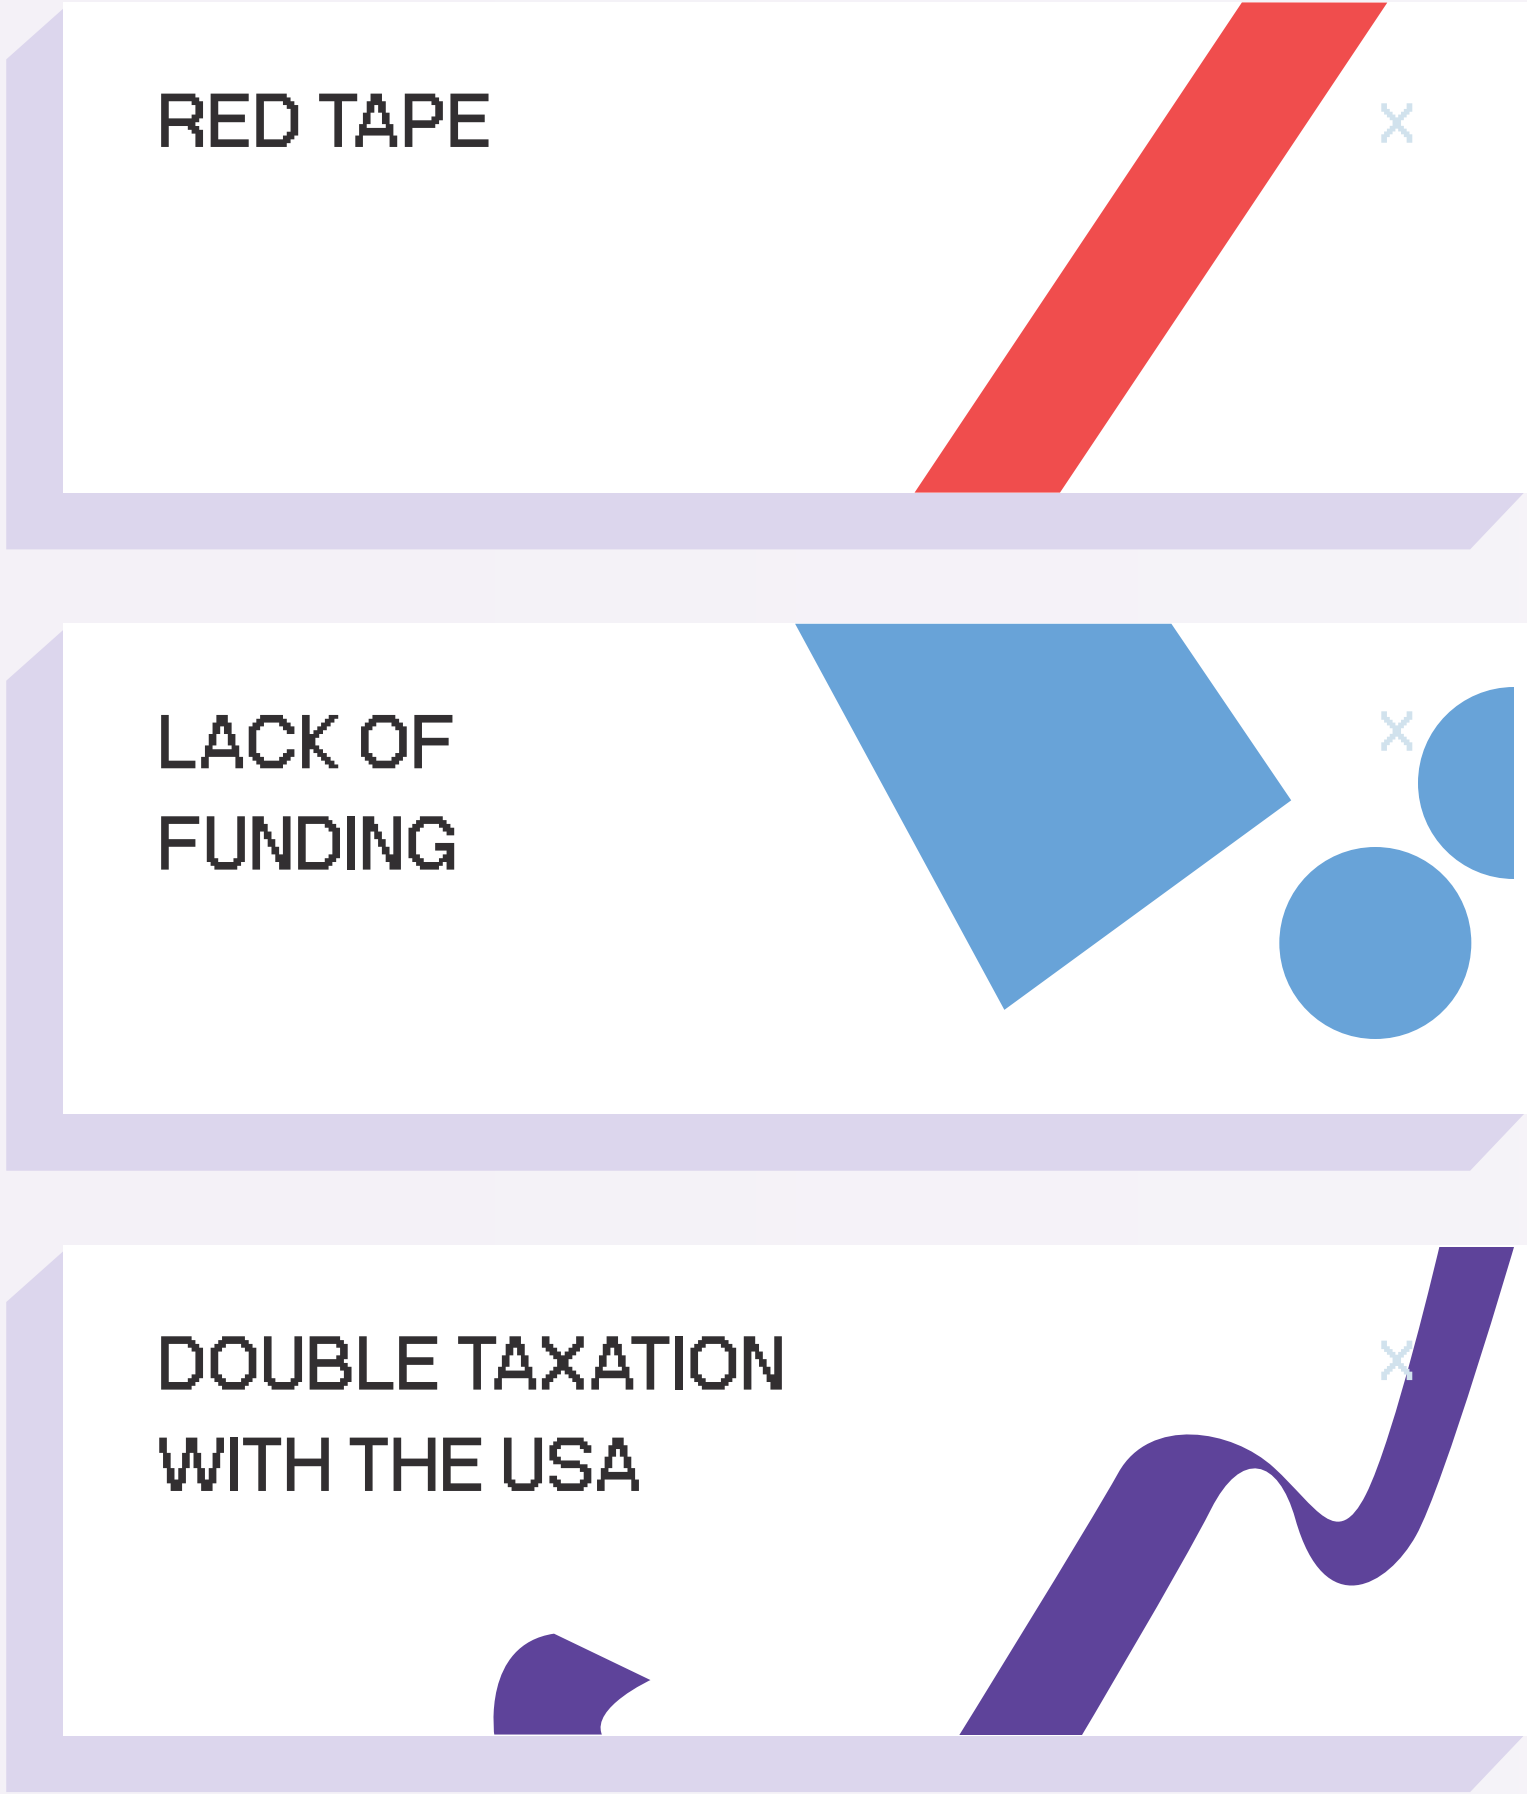 RED TAPE
x
LACK OF
x
FUNDING
DOUBLE TAXATION
x
WITH THE USA